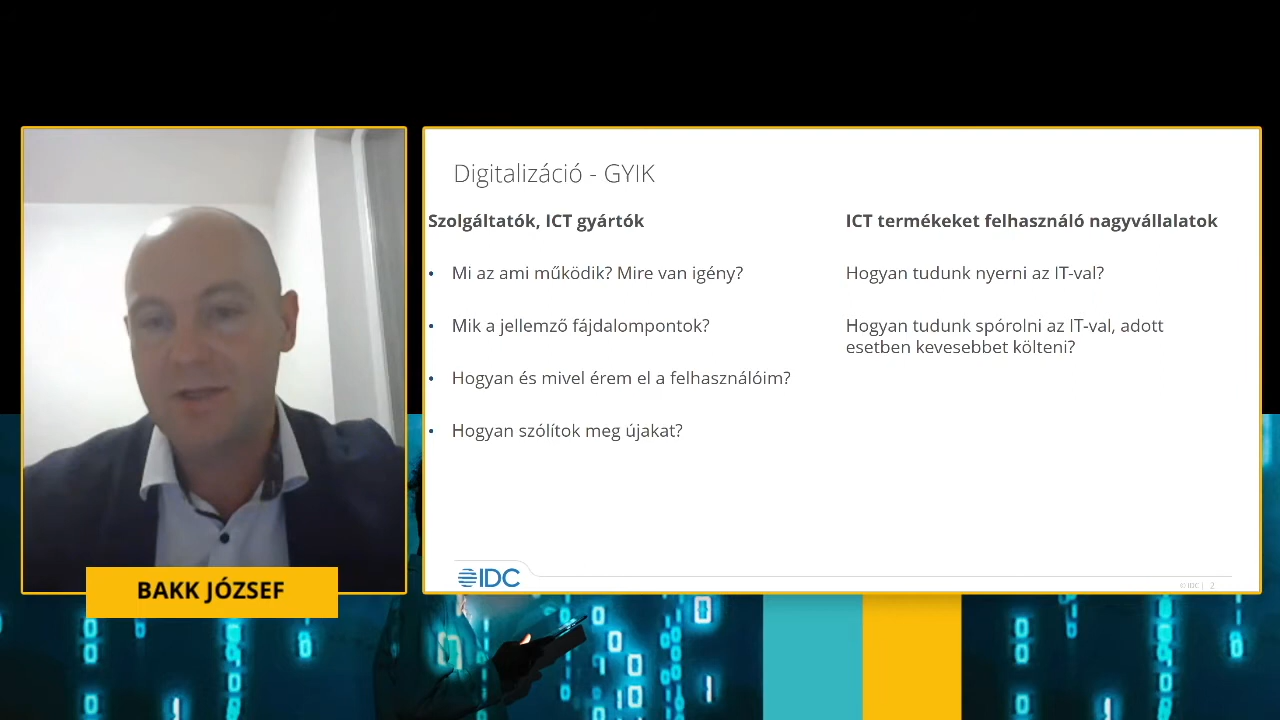 Digitalizáció - GYIK
Szolgáltatók, ICT gyártók
• Mi az ami működik? Mire van igény?
• Mik a jellemző fájdalompontok?
• Hogyan és mivel érem el a felhasználóim?
• Hogyan szólítok meg újakat?
ICT termékeket felhasználó nagyvállalatok
Hogyan tudunk nyerni az IT-val?
Hogyan tudunk spórolni az IT-val, adott
esetben kevesebbet költeni?
IDC
© IDC | 2
BAKK JÓZSEF